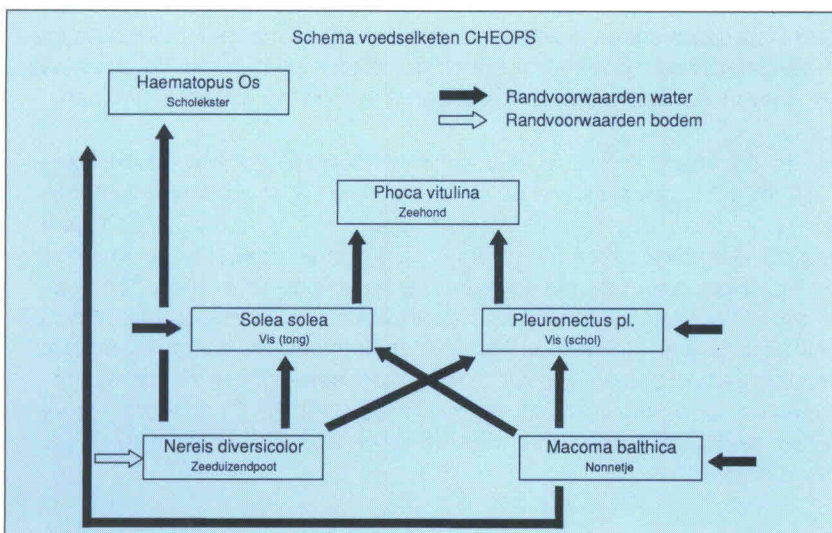 Schema voedselketen CHEOPS
Haematopus Os
Scholekster
Randvoorwaarden water
Randvoorwaarden bodem
Phoca vitulina
Zeehond
Solea solea
Vis (tong)
Pleuronectus pl.
Vis (schol)
Nereis diversicolor
Zeeduizendpoot
Macoma balthica
Nonnetje